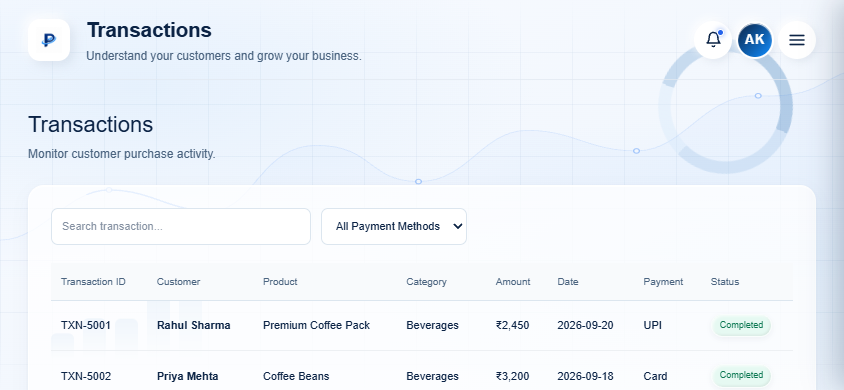 P
Transactions
Understand your customers and grow your business.
AK
Transactions
Monitor customer purchase activity.
Search transaction...
All Payment Methods
Transaction ID Customer Product Category Amount Date Payment Status
TXN-5001 Rahul Sharma Premium Coffee Pack Beverages ₹2,450 2026-09-20 UPI Completed
TXN-5002 Priya Mehta Coffee Beans Beverages ₹3,200 2026-09-18 Card Completed